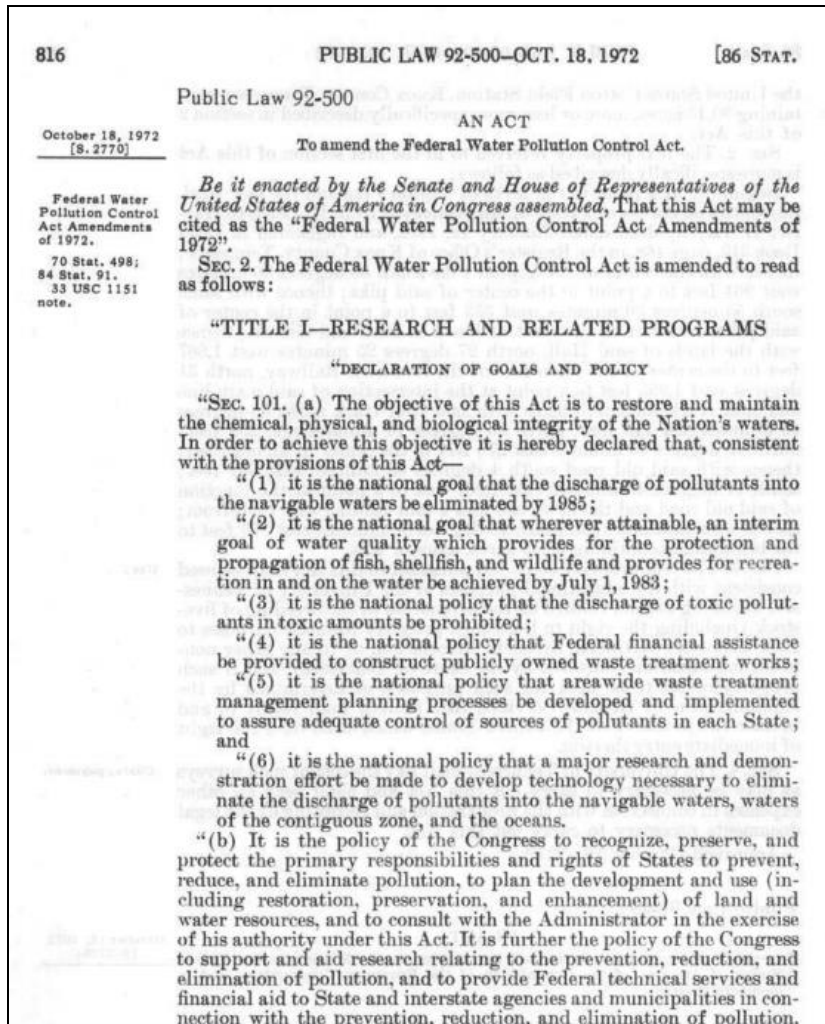 816
PUBLIC LAW 92-500–OCT. 18, 1972
[86 STAT.
Public Law 92-500
October 18, 1972
[S. 2770]
AN ACT
To amend the Federal Water Pollution Control Act.
Federal Water
Pollution Control
Act Amendments
of 1972.
70 Stat. 498;
84 Stat. 91.
33 USC 1151
note.
Be it enacted by the Senate and House of Representatives of the
United States of America in Congress assembled, That this Act may be
cited as the “Federal Water Pollution Control Act Amendments of
1972”.
SEC. 2. The Federal Water Pollution Control Act is amended to read
as follows:
“TITLE I—RESEARCH AND RELATED PROGRAMS
“DECLARATION OF GOALS AND POLICY
“SEC. 101. (a) The objective of this Act is to restore and maintain
the chemical, physical, and biological integrity of the Nation’s waters.
In order to achieve this objective it is hereby declared that, consistent
with the provisions of this Act—
“(1) it is the national goal that the discharge of pollutants into
the navigable waters be eliminated by 1985;
“(2) it is the national goal that wherever attainable, an interim
goal of water quality which provides for the protection and
propagation of fish, shellfish, and wildlife and provides for recrea-
tion in and on the water be achieved by July 1, 1983;
“(3) it is the national policy that the discharge of toxic pollut-
ants in toxic amounts be prohibited;
“(4) it is the national policy that Federal financial assistance
be provided to construct publicly owned waste treatment works;
“(5) it is the national policy that areawide waste treatment
management planning processes be developed and implemented
to assure adequate control of sources of pollutants in each State;
and
“(6) it is the national policy that a major research and demon-
stration effort be made to develop technology necessary to elimi-
nate the discharge of pollutants into the navigable waters, waters
of the contiguous zone, and the oceans.
“(b) It is the policy of the Congress to recognize, preserve, and
protect the primary responsibilities and rights of States to prevent,
reduce, and eliminate pollution, to plan the development and use (in-
cluding restoration, preservation, and enhancement) of land and
water resources, and to consult with the Administrator in the exercise
of his authority under this Act. It is further the policy of the Congress
to support and aid research relating to the prevention, reduction, and
elimination of pollution, and to provide Federal technical services and
financial aid to State and interstate agencies and municipalities in con-
nection with the prevention, reduction, and elimination of pollution.